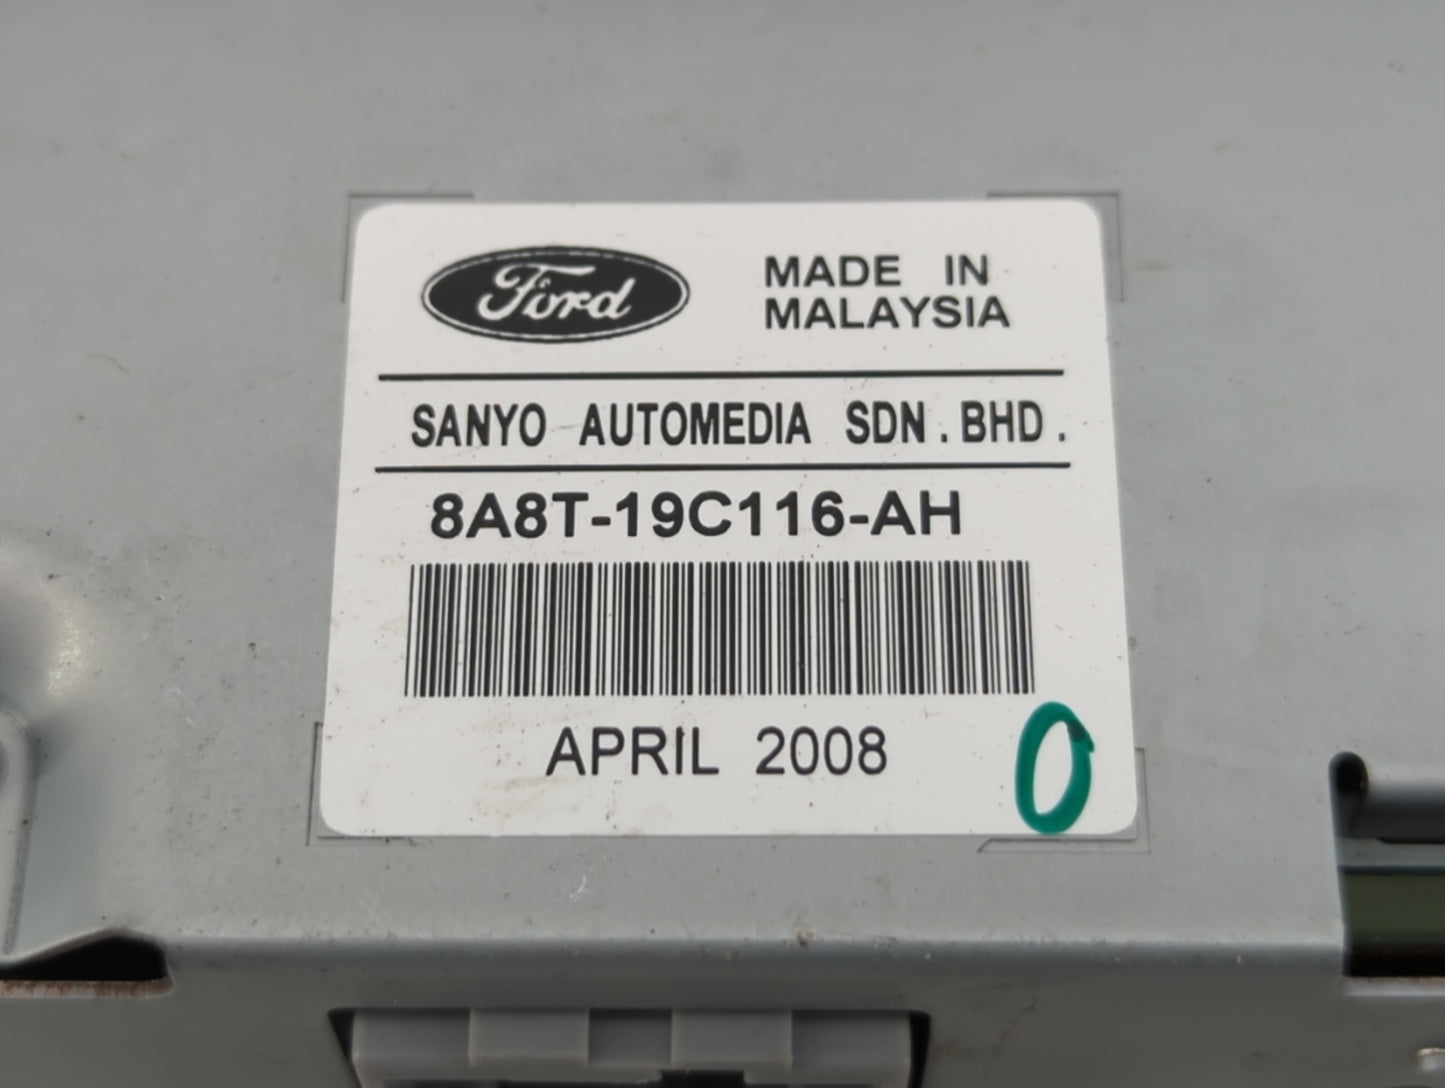 Ford
MADE IN
MALAYSIA
SANYO AUTOMEDIA SDN. BHD.
8A8T-19C116-AH
APRIL 2008
0